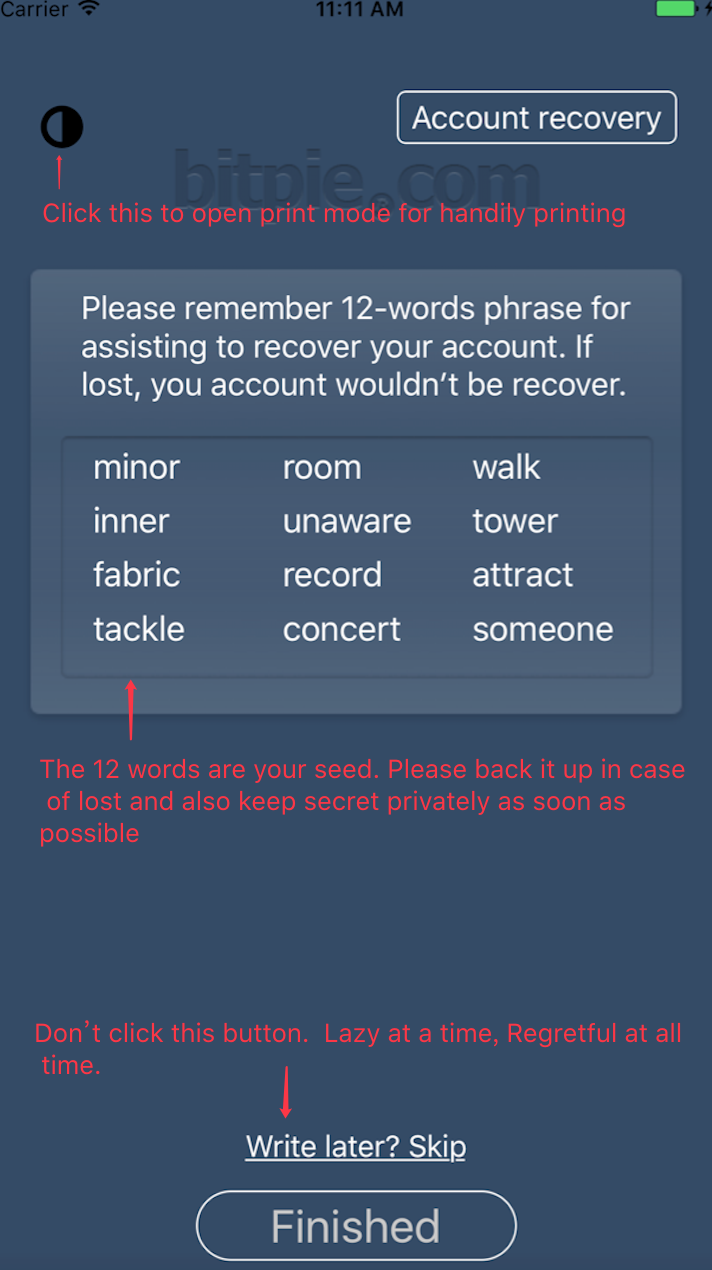 Carrier 11:11 AM
Account recovery
bitpie.com
Click this to open print mode for handily printing
Please remember 12-words phrase for
assisting to recover your account. If
lost, you account wouldn't be recover.
minor room walk
inner unaware tower
fabric record attract
tackle concert someone
The 12 words are your seed. Please back it up in case
of lost and also keep secret privately as soon as
possible
Don't click this button. Lazy at a time, Regretful at all
time.
Write later? Skip
Finished